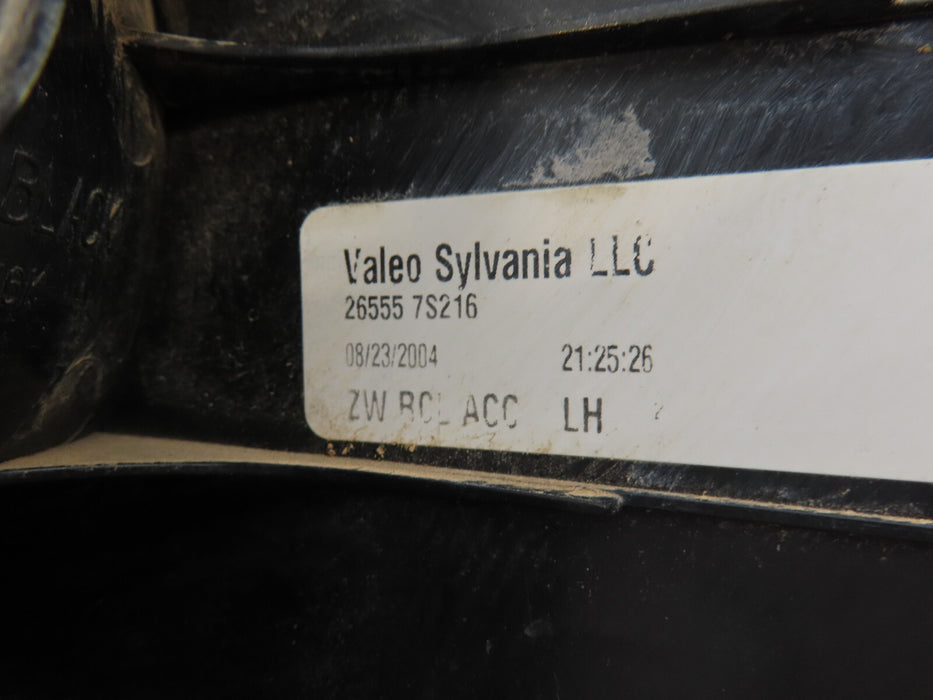 Valeo Sylvania LLC
26555 7S216
08/23/2004 21:25:26
ZW BCL ACC LH